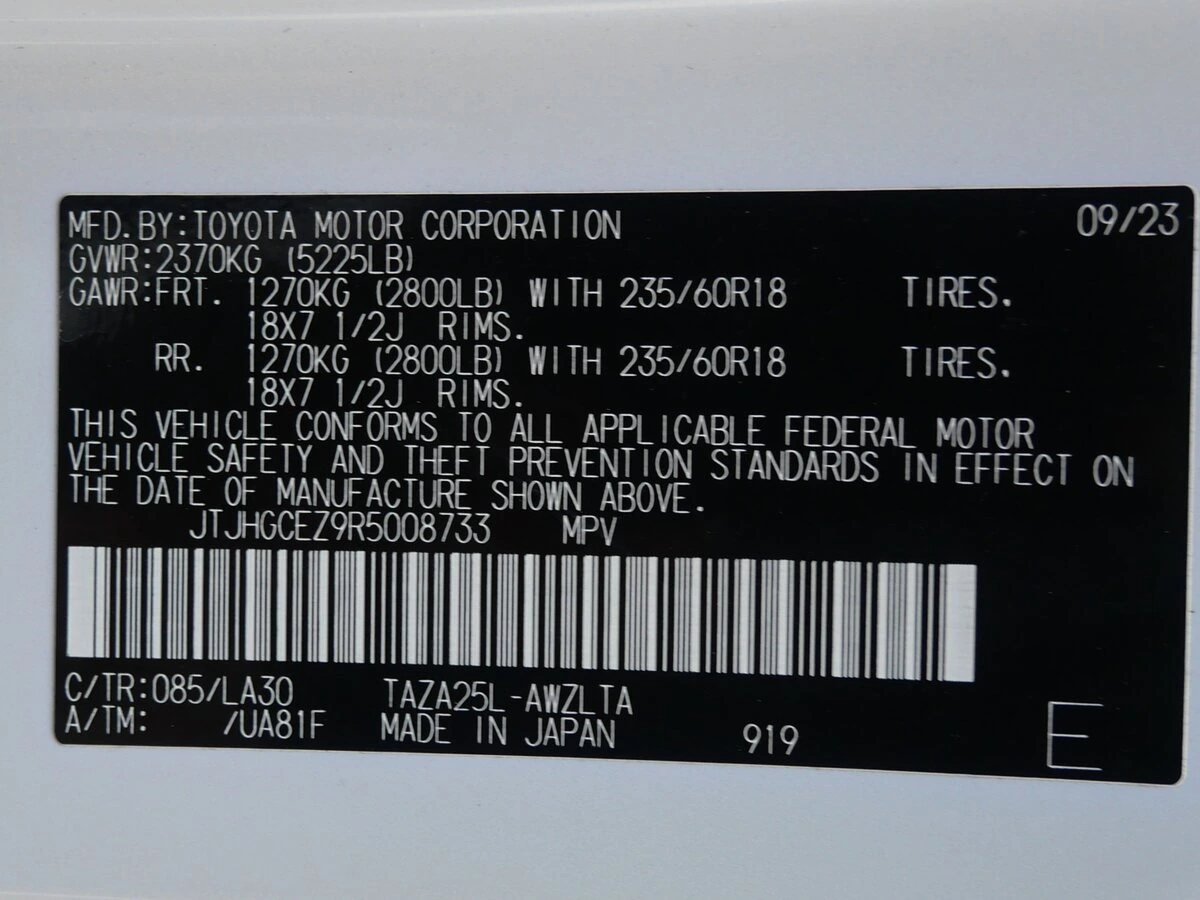 MFD. BY: TOYOTA MOTOR CORPORATION 09/23
GVWR: 2370KG (5225LB)
GAWR: FRT. 1270KG (2800LB) WITH 235/60R18 TIRES.
18X7 1/2J RIMS.
RR. 1270KG (2800LB) WITH 235/60R18 TIRES.
18X7 1/2J RIMS.
THIS VEHICLE CONFORMS TO ALL APPLICABLE FEDERAL MOTOR
VEHICLE SAFETY AND THEFT PREVENTION STANDARDS IN EFFECT ON
THE DATE OF MANUFACTURE SHOWN ABOVE.
JTJHGCEZ9R5008733 MPV
C/TR: 085/LA30 TAZA25L-AWZLTA
A/TM: /UA81F MADE IN JAPAN 919 E